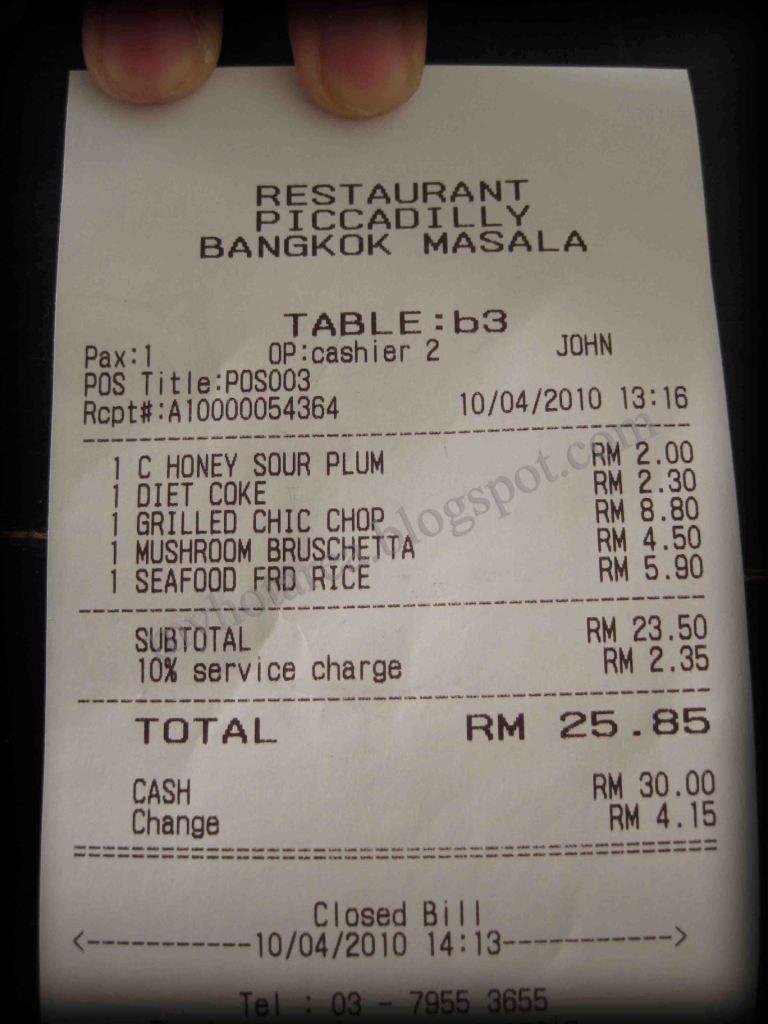 RESTAURANT
PICCADILLY
BANGKOK MASALA
TABLE:b3
Pax:1 OP:cashier 2 JOHN
POS Title:POS003
Rcpt#:A10000054364 10/04/2010 13:16
1 C HONEY SOUR PLUM RM 2.00
1 DIET COKE RM 2.30
1 GRILLED CHIC CHOP RM 8.80
1 MUSHROOM BRUSCHETTA RM 4.50
1 SEAFOOD FRD RICE RM 5.90
SUBTOTAL RM 23.50
10% service charge RM 2.35
TOTAL RM 25.85
CASH RM 30.00
Change RM 4.15
Closed Bill
<----------10/04/2010 14:13---------->
Tel : 03 - 7955 3655